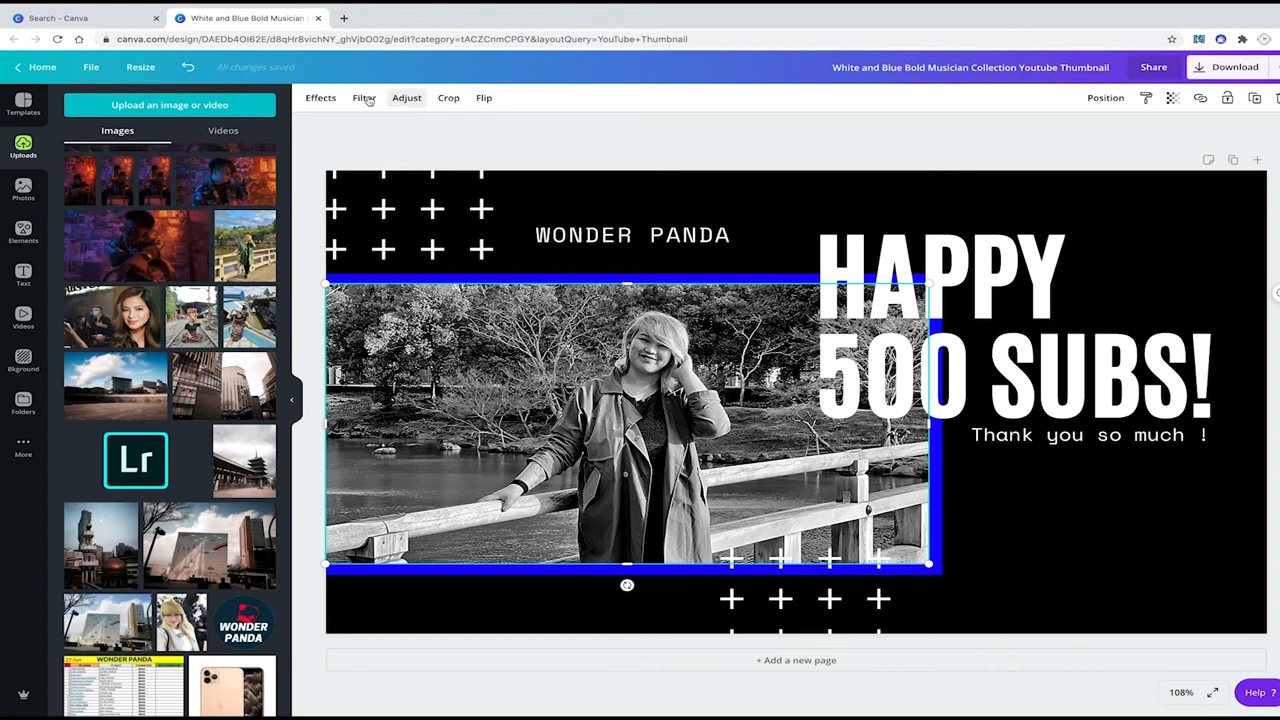 Search - Canva
White and Blue Bold Musician
canva.com/design/DAEDb4OI62E/d8qHr8vichNY_ghVjbO02g/edit?category=tACZCnmCPGY&layoutQuery=YouTube+Thumbnail
Home
File
Resize
All changes saved
White and Blue Bold Musician Collection Youtube Thumbnail
Share
Download
Templates
Uploads
Photos
Elements
Text
Videos
Bkground
Folders
More
Upload an image or video
Images
Videos
Lr
WONDER
PANDA
27-Jun
WONDER PANDA
Effects
Filter
Adjust
Crop
Flip
Position
WONDER PANDA
HAPPY
500 SUBS!
Thank you so much !
+ Add a new page
108%
Help ?